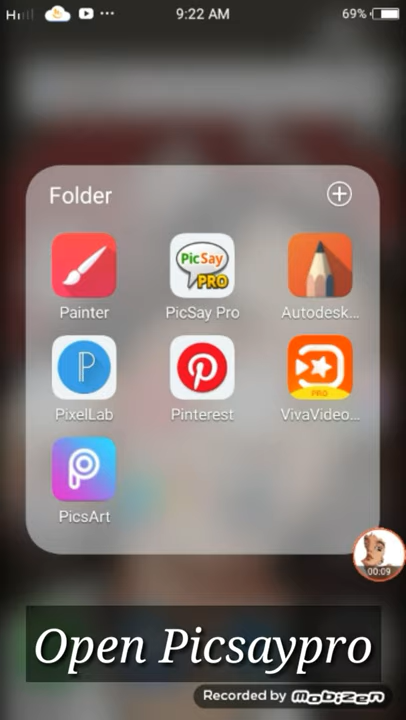 9:22 AM
69%
Folder
PicSay
PRO
Painter
PicSay Pro
Autodesk...
PRO
PixelLab
Pinterest
VivaVideo...
PicsArt
00:09
Open Picsaypro
Recorded by Mobizen